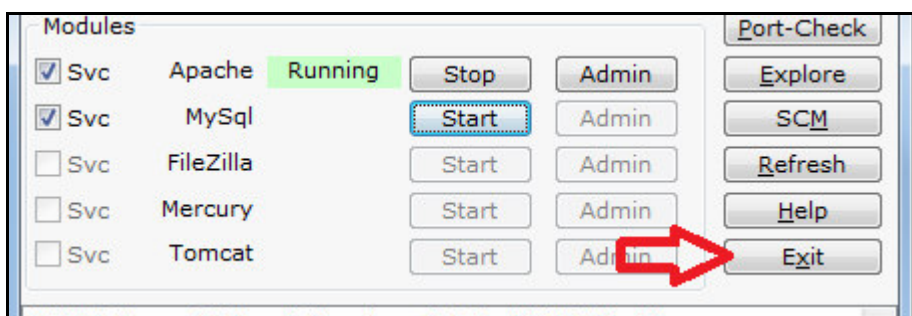 Modules Port-Check
Svc Apache Running Stop Admin Explore
Svc MySql Start Admin SCM
Svc FileZilla Start Admin Refresh
Svc Mercury Start Admin Help
Svc Tomcat Start Admin Exit